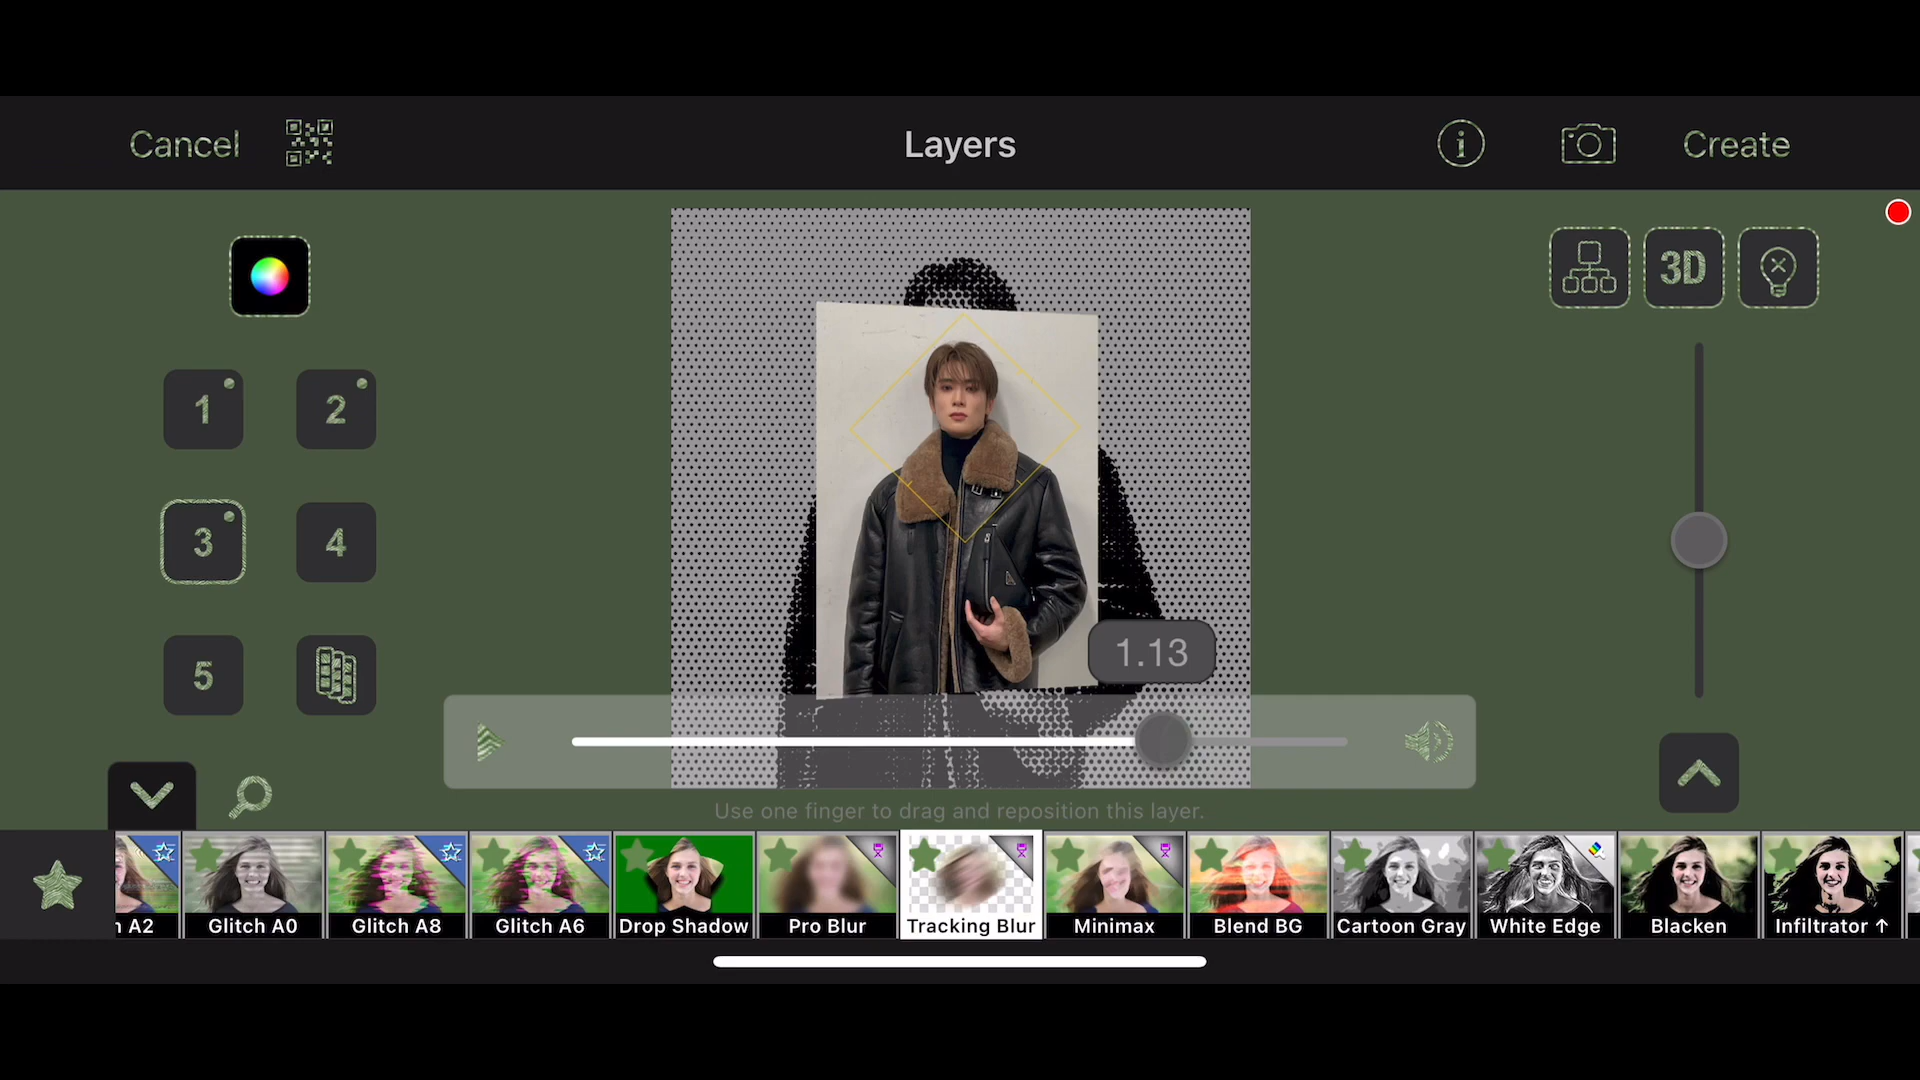 Cancel
Layers
Create
3D
1
2
3
4
5
1.13
Use one finger to drag and reposition this layer.
h A2
Glitch A0
Glitch A8
Glitch A6
Drop Shadow
Pro Blur
Tracking Blur
Minimax
Blend BG
Cartoon Gray
White Edge
Blacken
Infiltrator ↑